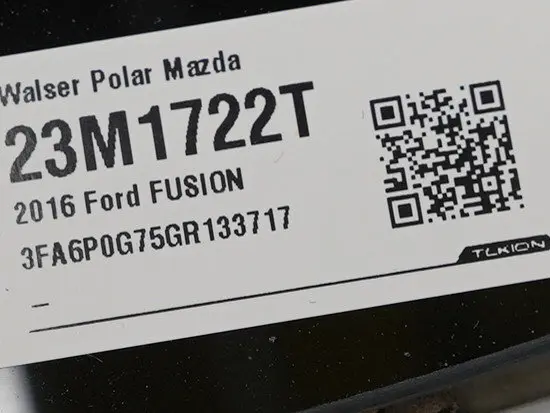 Walser Polar Mazda
23M1722T
2016 Ford FUSION
3FA6P0G75GR133717
TLKION